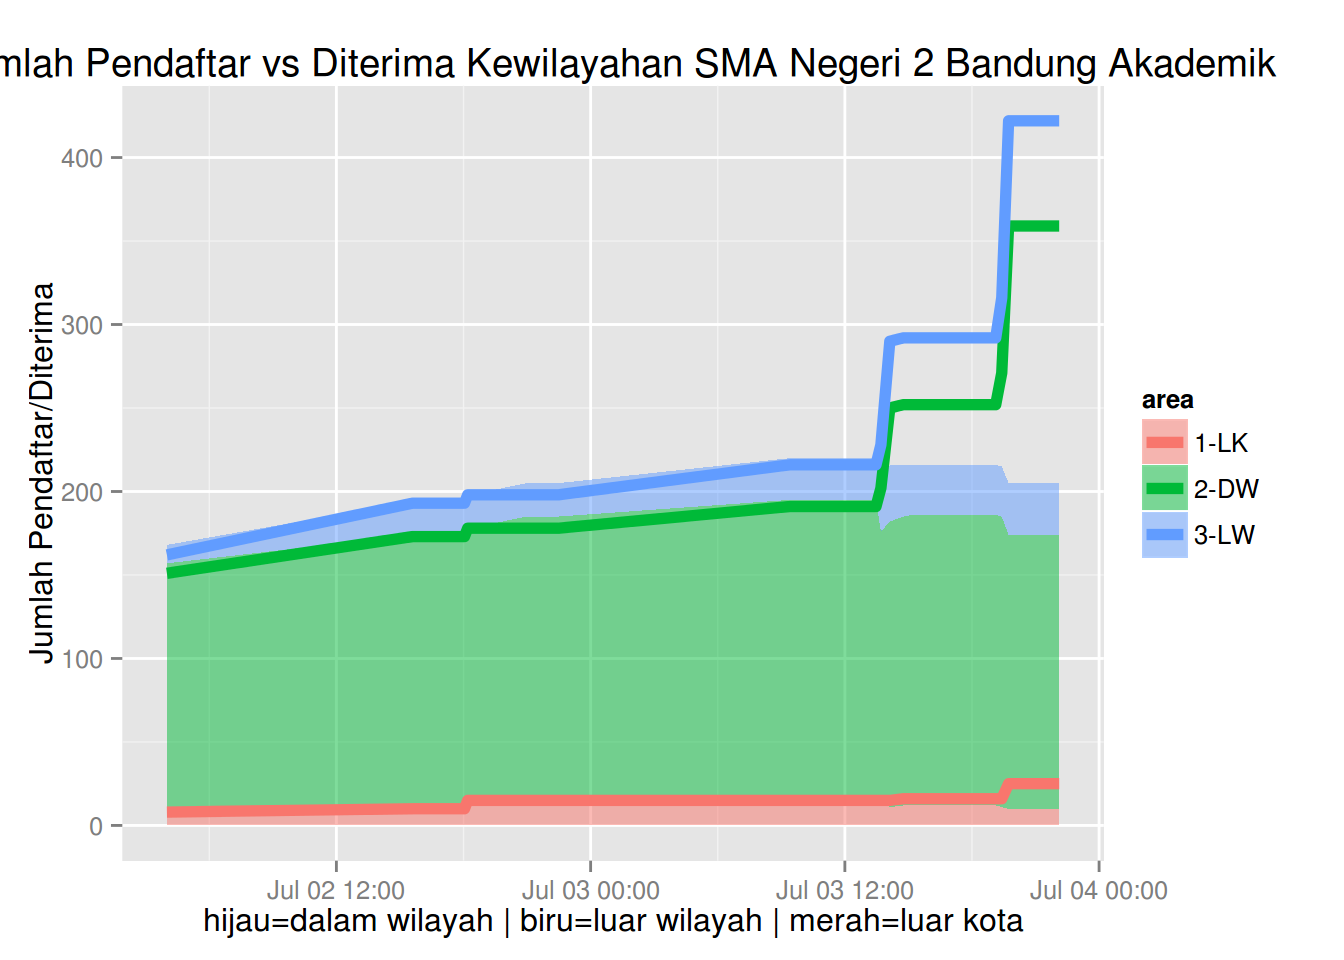 mlah Pendaftar vs Diterima Kewilayahan SMA Negeri 2 Bandung Akademik
Jumlah Pendaftar/Diterima
400
300
200
100
0
Jul 02 12:00
Jul 03 00:00
Jul 03 12:00
Jul 04 00:00
hijau=dalam wilayah | biru=luar wilayah | merah=luar kota
area
1-LK
2-DW
3-LW